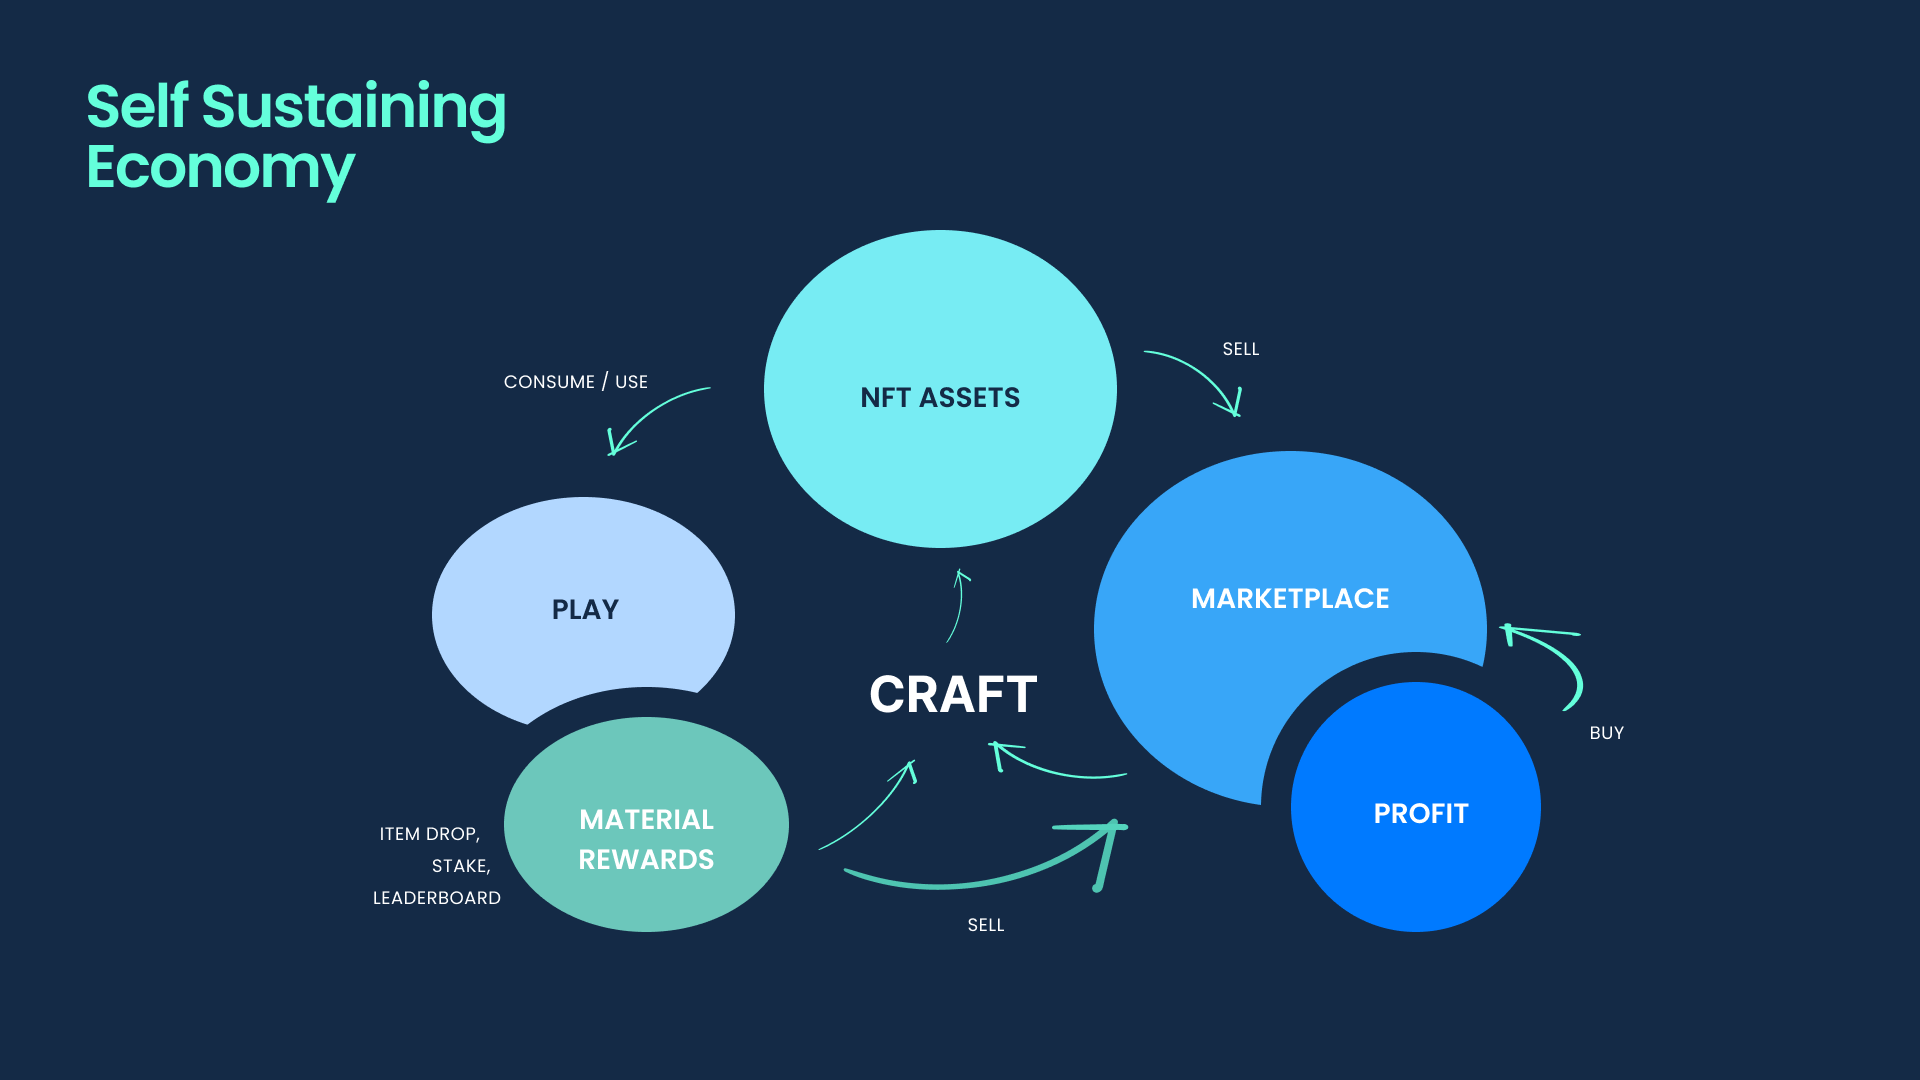 Self Sustaining
Economy
SELL
CONSUME / USE
NFT ASSETS
PLAY
MARKETPLACE
CRAFT
BUY
MATERIAL
REWARDS
PROFIT
ITEM DROP,
STAKE,
LEADERBOARD
SELL